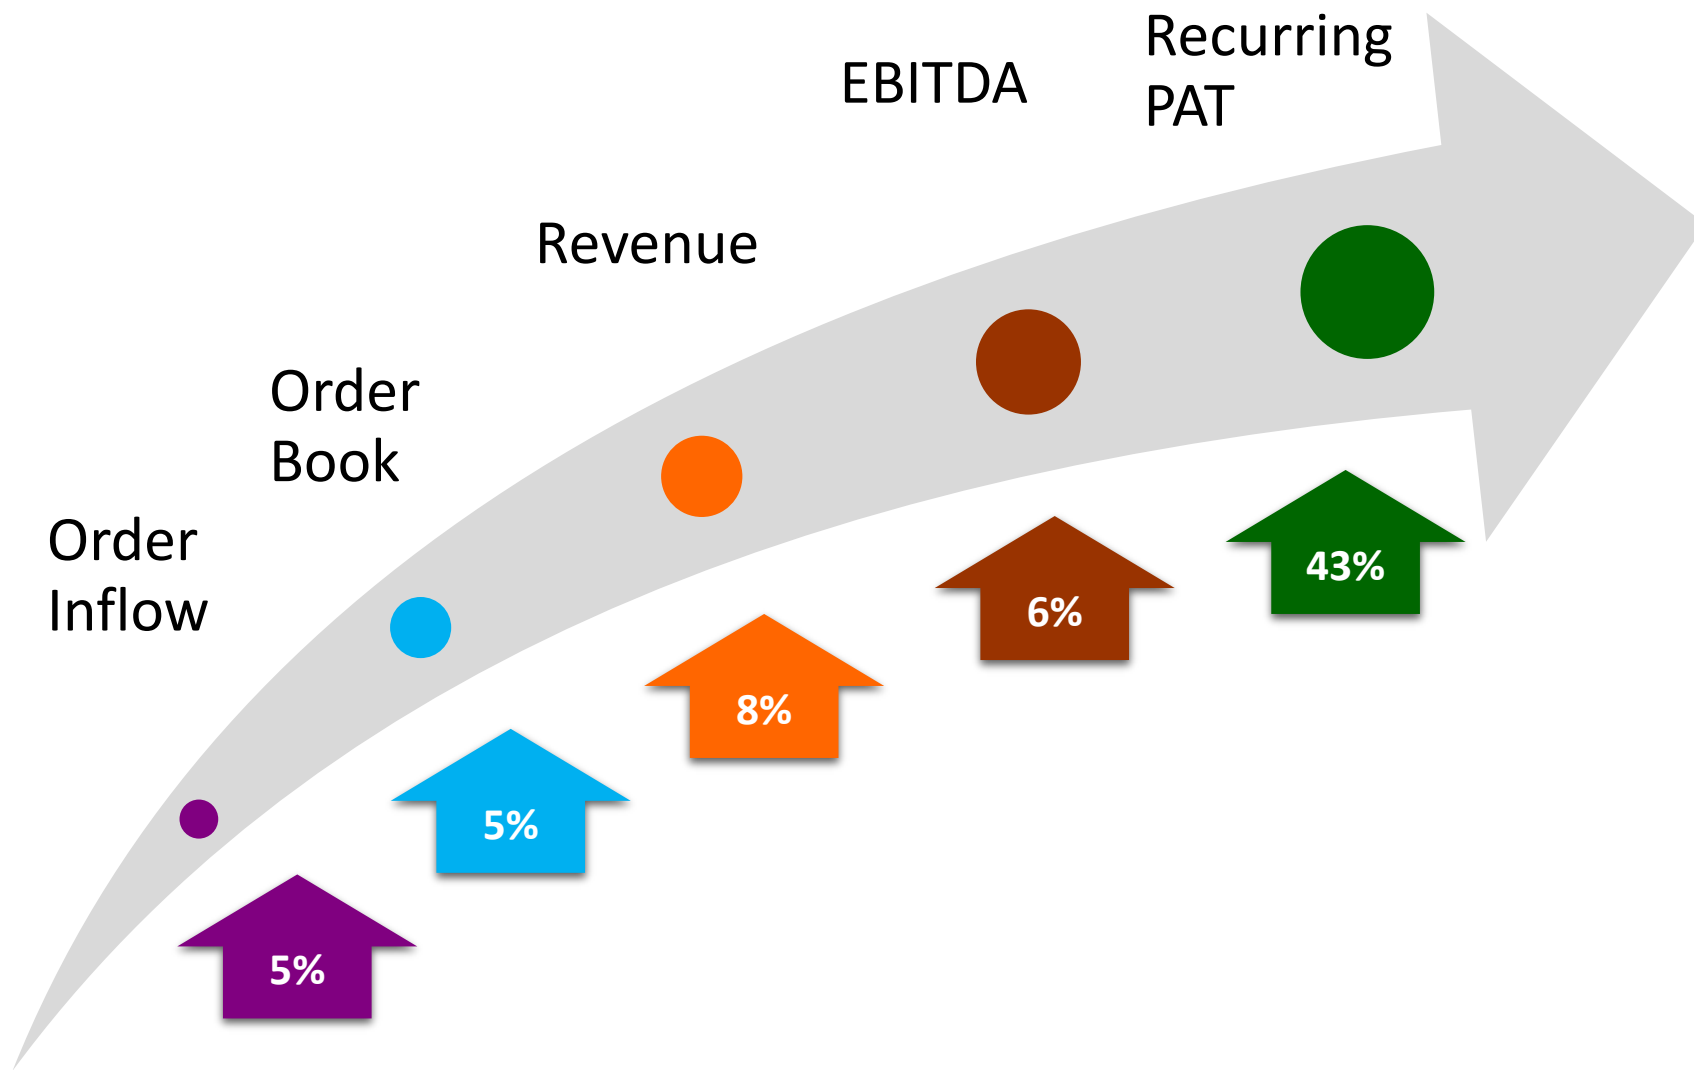 Order
Inflow
5%
Order
Book
5%
Revenue
8%
EBITDA
6%
Recurring
PAT
43%